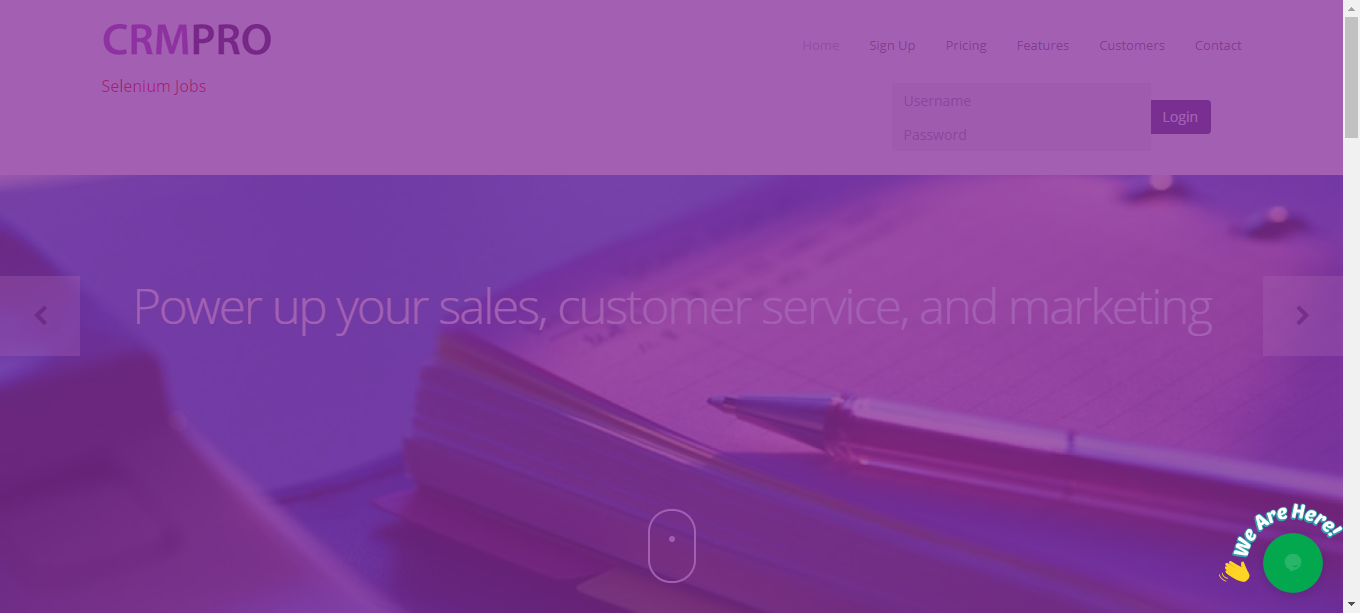 CRMPRO
Home Sign Up Pricing Features Customers Contact
Selenium Jobs
Username
Password
Login
Power up your sales, customer service, and marketing
We Are Here!